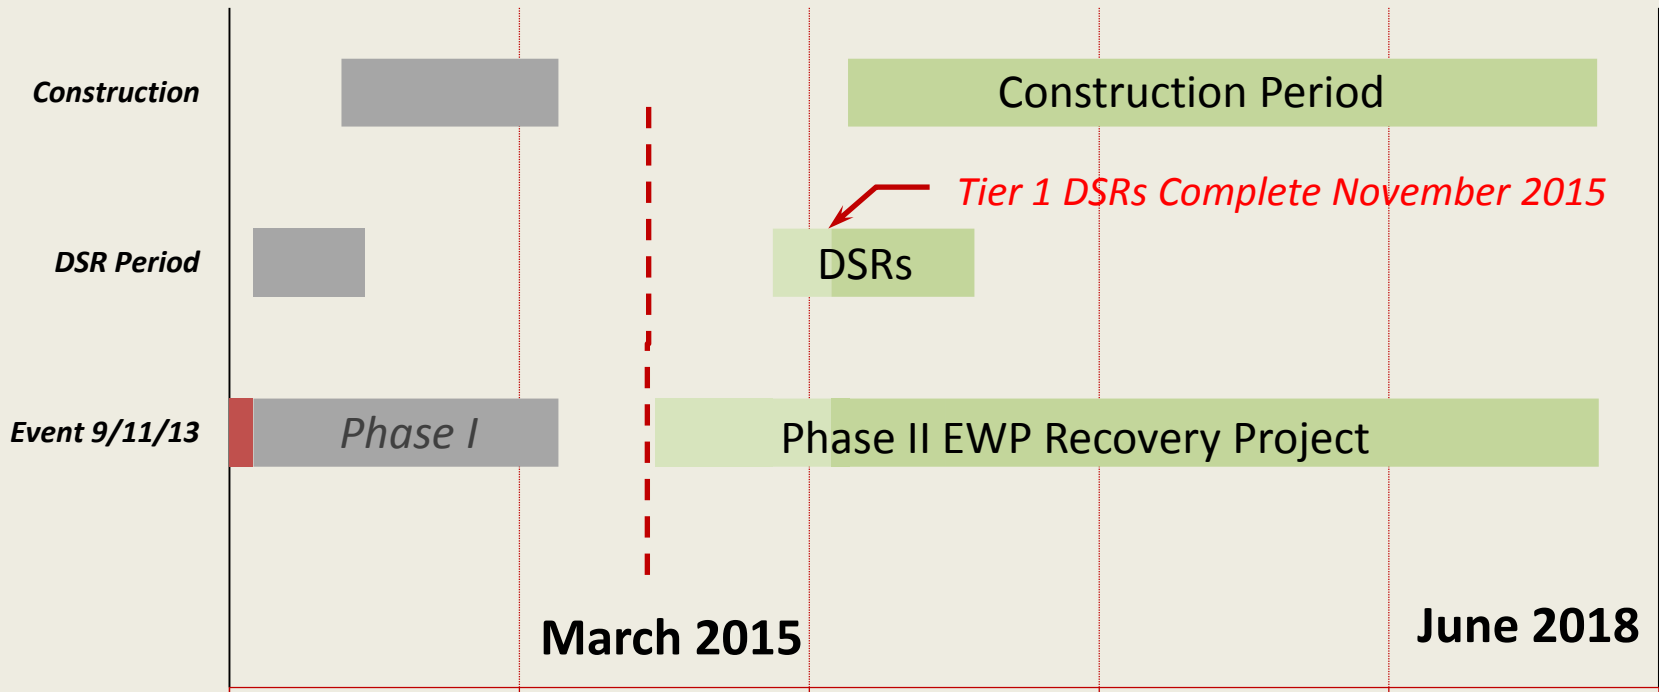 Construction
Construction Period
Tier 1 DSRs Complete November 2015
DSR Period
DSRs
Event 9/11/13
Phase I
Phase II EWP Recovery Project
March 2015
June 2018